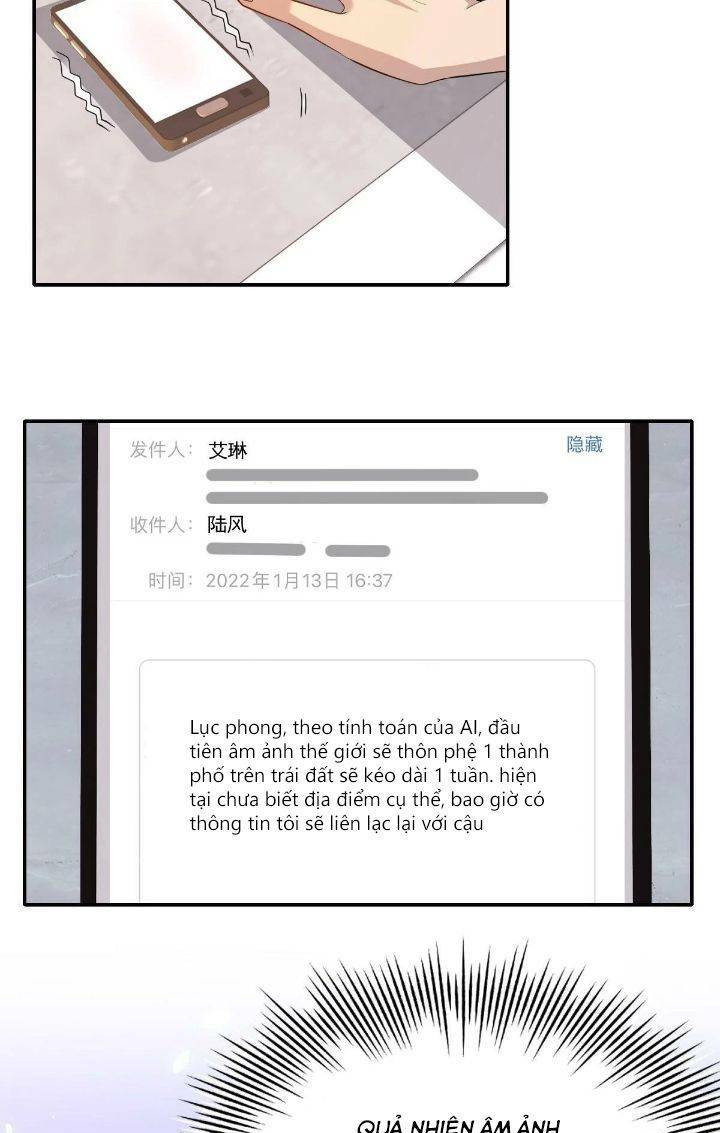 发件人： 艾琳 隐藏
收件人： 陆风
时间： 2022年1月13日 16:37
Lục phong, theo tính toán của AI, đầu
tiên âm ảnh thế giới sẽ thôn phệ 1 thành
phố trên trái đất sẽ kéo dài 1 tuần. hiện
tại chưa biết địa điểm cụ thể, bao giờ có
thông tin tôi sẽ liên lạc lại với cậu
QUẢ NHIÊN ÂM ẢNH